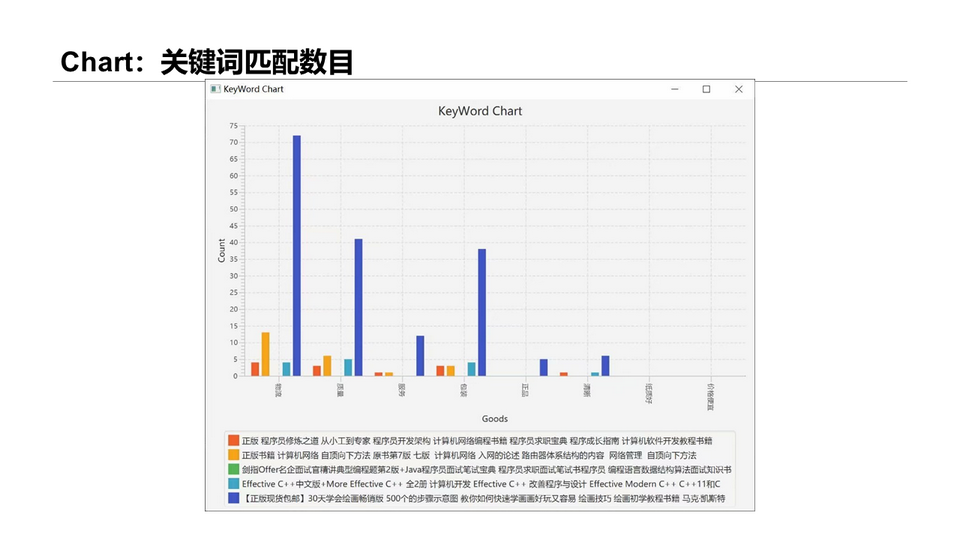 Chart：关键词匹配数目
KeyWord Chart
KeyWord Chart
75
70
65
60
55
50
45
40
35
30
25
20
15
10
5
0
Count
物流
质量
服务
包装
正品
清晰
纸质好
价格便宜
Goods
正版 程序员修炼之道 从小工到专家 程序员开发架构 计算机网络编程书籍 程序员求职宝典 程序成长指南 计算机软件开发教程书籍
正版书籍 计算机网络 自顶向下方法 原书第7版 七版 计算机网络 入网的论述 路由器体系结构的内容 网络管理 自顶向下方法
剑指Offer名企面试官精讲典型编程题第2版+Java程序员面试笔试宝典 程序员求职面试笔试书程序员 编程语言数据结构算法面试知识书
Effective C++中文版+More Effective C++ 全2册 计算机开发 Effective C++ 改善程序与设计 Effective Modern C++ C++11和C
【正版现货包邮】30天学会绘画畅销版 500个的步骤示意图 教你如何快速学画画好玩又容易 绘画技巧 绘画初学教程书籍 马克·凯斯特